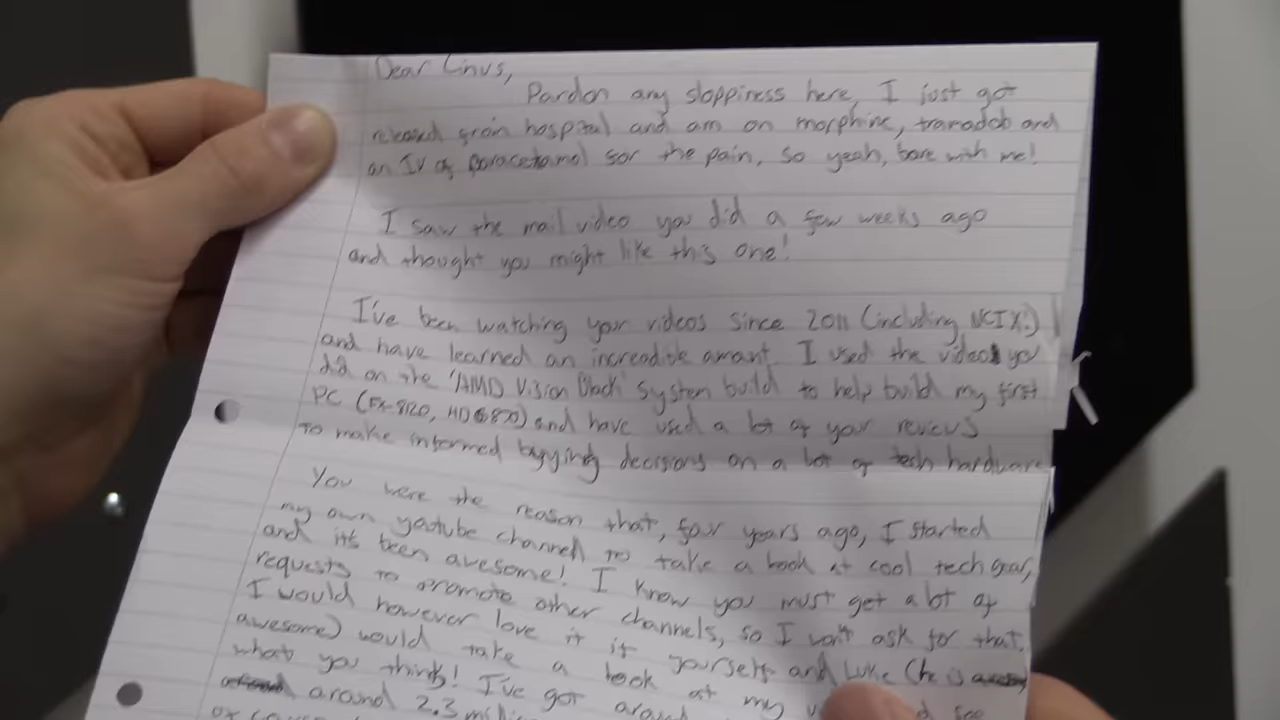 Dear Linus,
Pardon any sloppiness here, I just got
released from hospital and am on morphine, tramadob and
an IV of paracetamol for the pain, so yeah, bare with me!
I saw the mail video you did a few weeks ago
and thought you might like this one!
I've been watching your videos since 2011 (including NCIX!)
and have learned an incredible amant. I used the videos you
did on the 'AMD Vision Black' system build to help build my first
PC (FX-8120, HD6870) and have used a lot of your reviews
to make informed buying decisions on a lot of tech hardware
You were the reason that, four years ago, I started
my own youtube channel to take a look at cool tech gear,
and it's been awesome! I know you must get a lot of
requests to promote other channels, so I won't ask for that.
I would however love it if yourself and Luke (he is
awesome) would take a look at my see
what you think! I've got
around 2.3